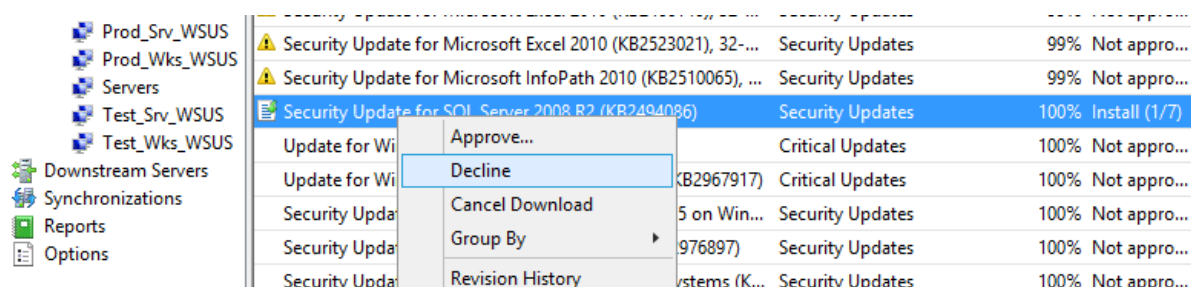 Prod_Srv_WSUS
Prod_Wks_WSUS
Servers
Test_Srv_WSUS
Test_Wks_WSUS
Downstream Servers
Synchronizations
Reports
Options
Security Update for Microsoft Excel 2010 (KB2523021), 32-... Security Updates 99% Not appro...
Security Update for Microsoft InfoPath 2010 (KB2510065), ... Security Updates 99% Not appro...
Security Update for SQL Server 2008 R2 (KB2494086) Security Updates 100% Install (1/7)
Update for Wi Critical Updates 100% Not appro...
Update for Wi KB2967917) Critical Updates 100% Not appro...
Security Updat 5 on Win... Security Updates 100% Not appro...
Security Updat 2976897) Security Updates 100% Not appro...
Security Updat ystems (K... Security Updates 100% Not appro...
Approve...
Decline
Cancel Download
Group By
Revision History